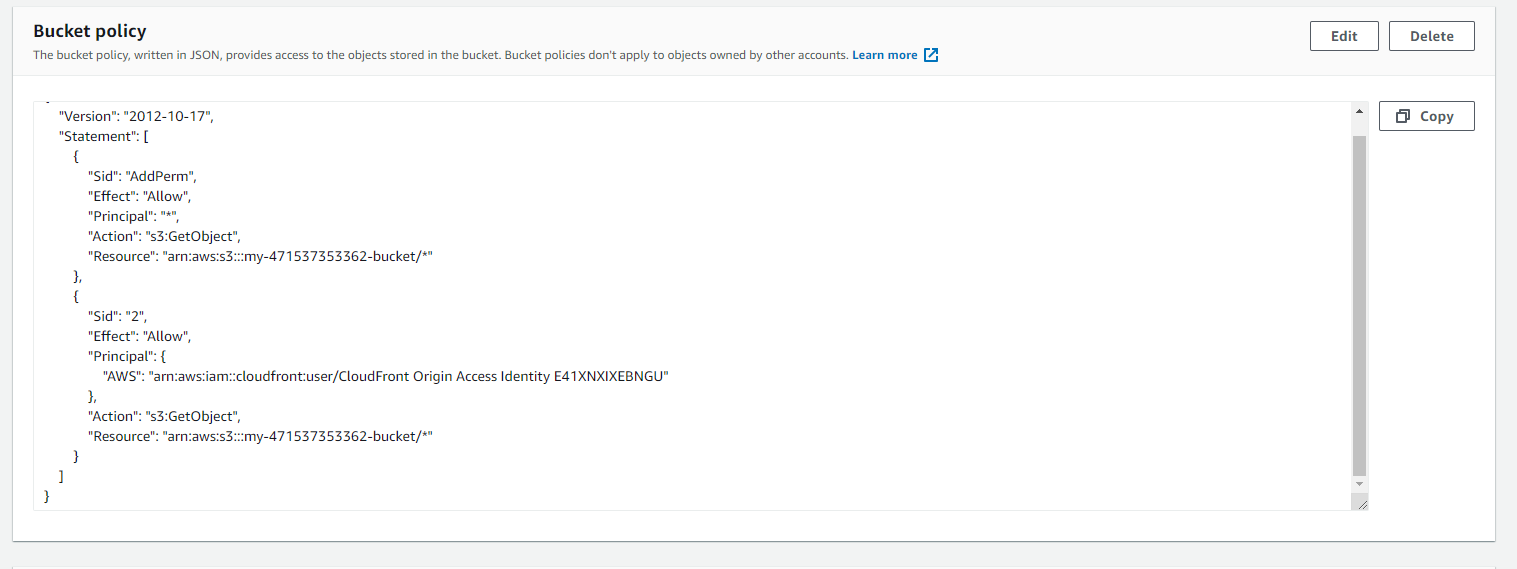 Bucket policy
The bucket policy, written in JSON, provides access to the objects stored in the bucket. Bucket policies don't apply to objects owned by other accounts. Learn more
Edit
Delete
Copy
"Version": "2012-10-17",
"Statement": [
{
"Sid": "AddPerm",
"Effect": "Allow",
"Principal": "*",
"Action": "s3:GetObject",
"Resource": "arn:aws:s3:::my-471537353362-bucket/*"
},
{
"Sid": "2",
"Effect": "Allow",
"Principal": {
"AWS": "arn:aws:iam::cloudfront:user/CloudFront Origin Access Identity E41XNXIXEBNGU"
},
"Action": "s3:GetObject",
"Resource": "arn:aws:s3:::my-471537353362-bucket/*"
}
]
}